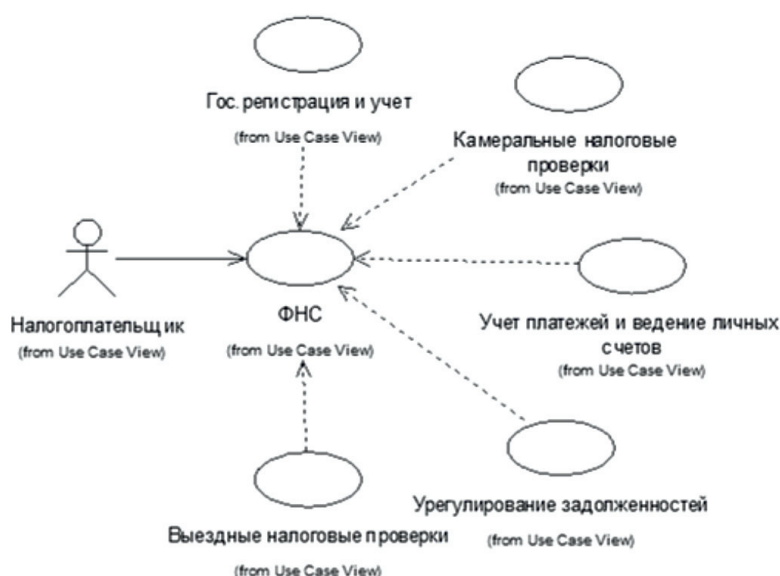 Гос. регистрация и учет
(from Use Case View)
Камеральные налоговые
проверки
(from Use Case View)
Налогоплательщик
(from Use Case View)
ФНС
(from Use Case View)
Учет платежей и ведение личных
счетов
(from Use Case View)
Урегулирование задолженностей
(from Use Case View)
Выездные налоговые проверки
(from Use Case View)